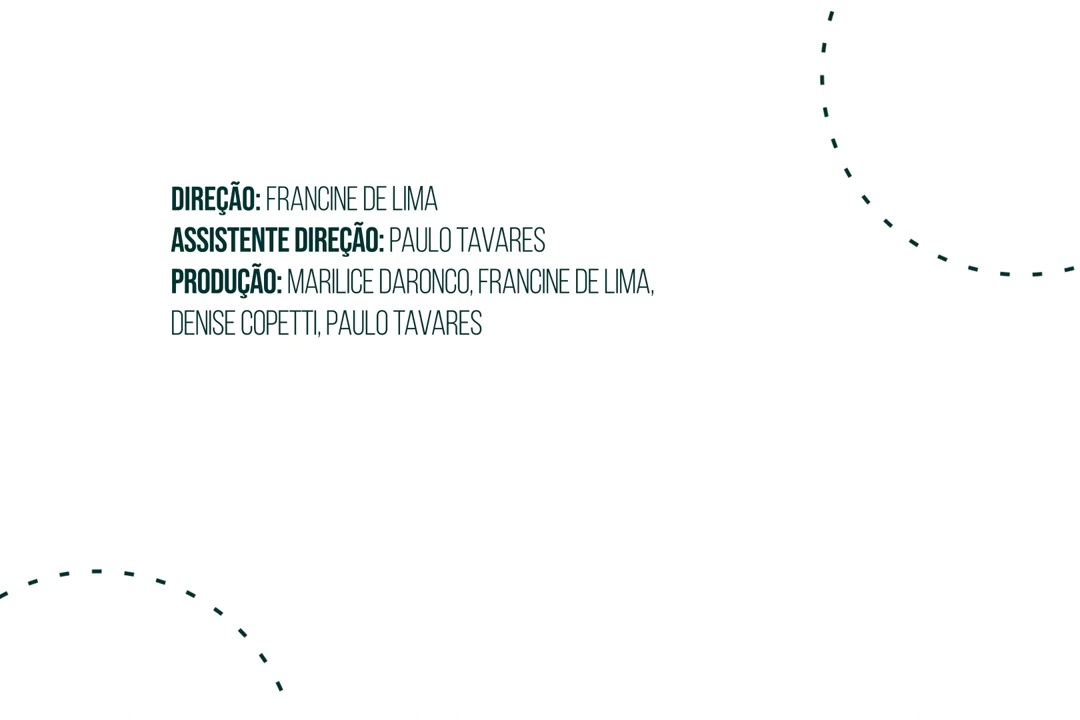 DIREÇÃO: FRANCINE DE LIMA
ASSISTENTE DIREÇÃO: PAULO TAVARES
PRODUÇÃO: MARILICE DARONCO, FRANCINE DE LIMA,
DENISE COPETTI, PAULO TAVARES